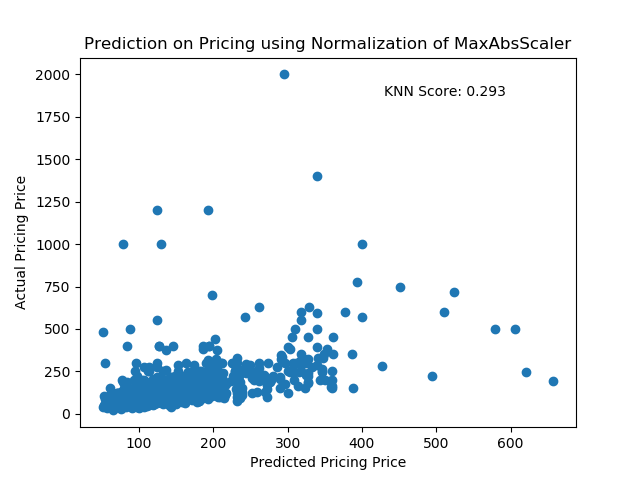 Prediction on Pricing using Normalization of MaxAbsScaler
2000
KNN Score: 0.293
1750
1500
1250
1000
750
500
250
0
Actual Pricing Price
100 200 300 400 500 600
Predicted Pricing Price